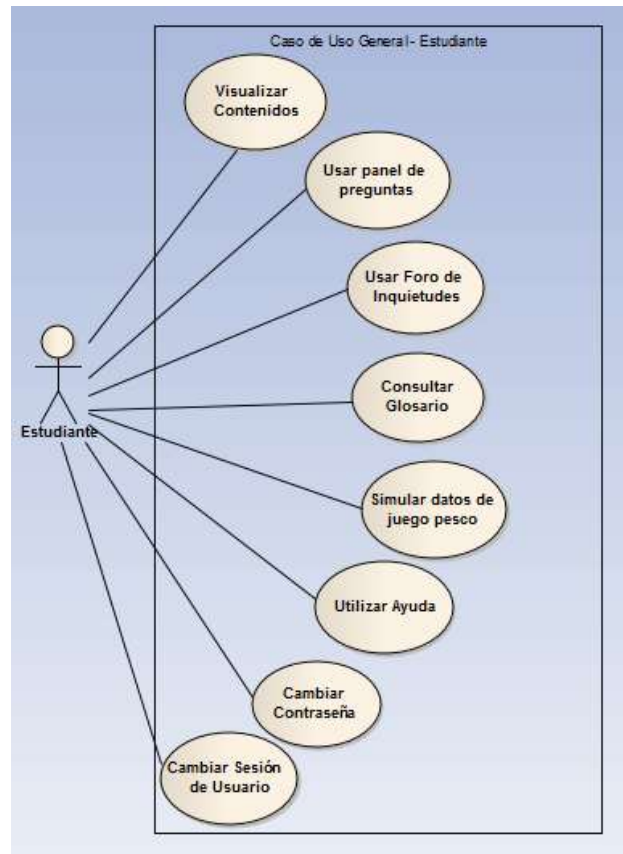 Caso de Uso General- Estudiante
Visualizar
Contenidos
Usar panel de
preguntas
Usar Foro de
Inquietudes
Consultar
Glosario
Estudiante
Simular datos de
juego pesco
Utilizar Ayuda
Cambiar
Contraseña
Cambiar Sesión
de Usuario